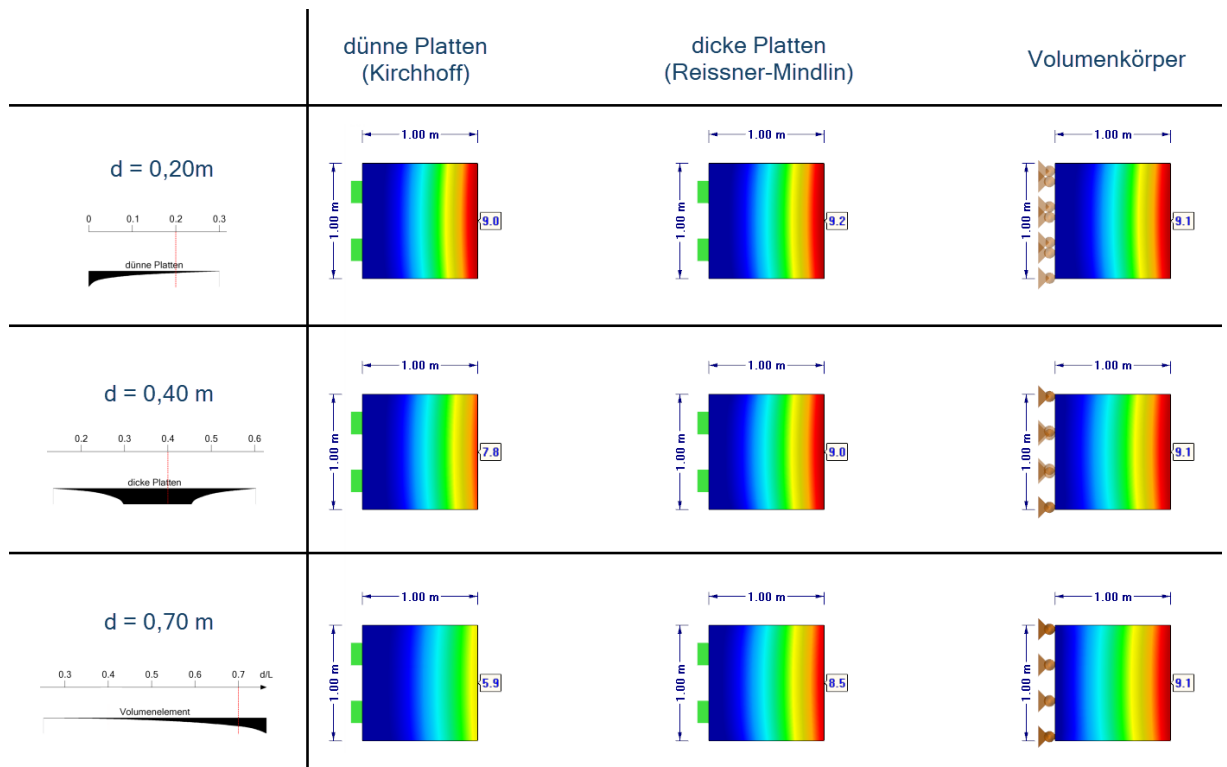 dünne Platten
(Kirchhoff)
dicke Platten
(Reissner-Mindlin)
Volumenkörper
d = 0,20m
0 0.1 0.2 0.3
dünne Platten
1.00 m
1.00 m
9.0
1.00 m
1.00 m
9.2
1.00 m
1.00 m
9.1
d = 0,40 m
0.2 0.3 0.4 0.5 0.6
dicke Platten
1.00 m
1.00 m
7.8
1.00 m
1.00 m
9.0
1.00 m
1.00 m
9.1
d = 0,70 m
0.3 0.4 0.5 0.6 0.7 d/L
Volumenelement
1.00 m
1.00 m
5.9
1.00 m
1.00 m
8.5
1.00 m
1.00 m
9.1